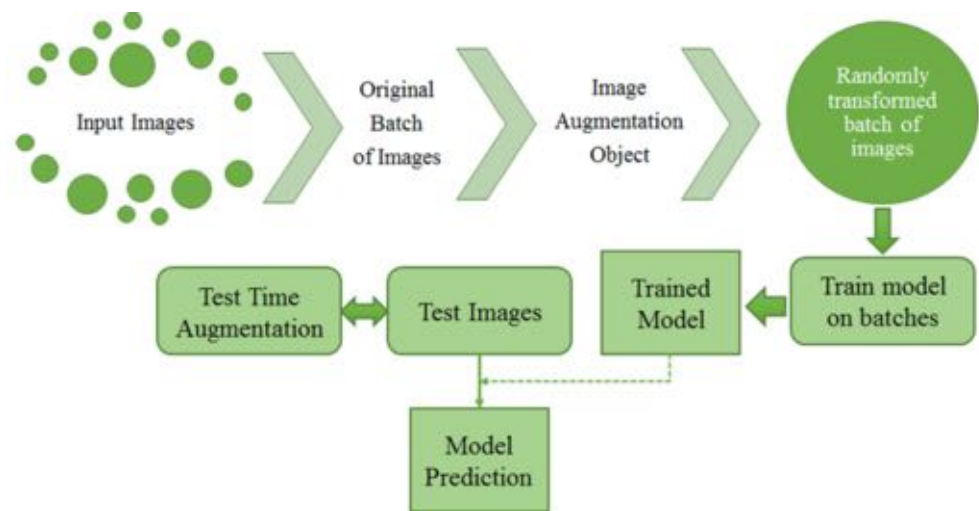 Input Images
Original
Batch
of Images
Image
Augmentation
Object
Randomly
transformed
batch of
images
Test Time
Augmentation
Test Images
Trained
Model
Train model
on batches
Model
Prediction